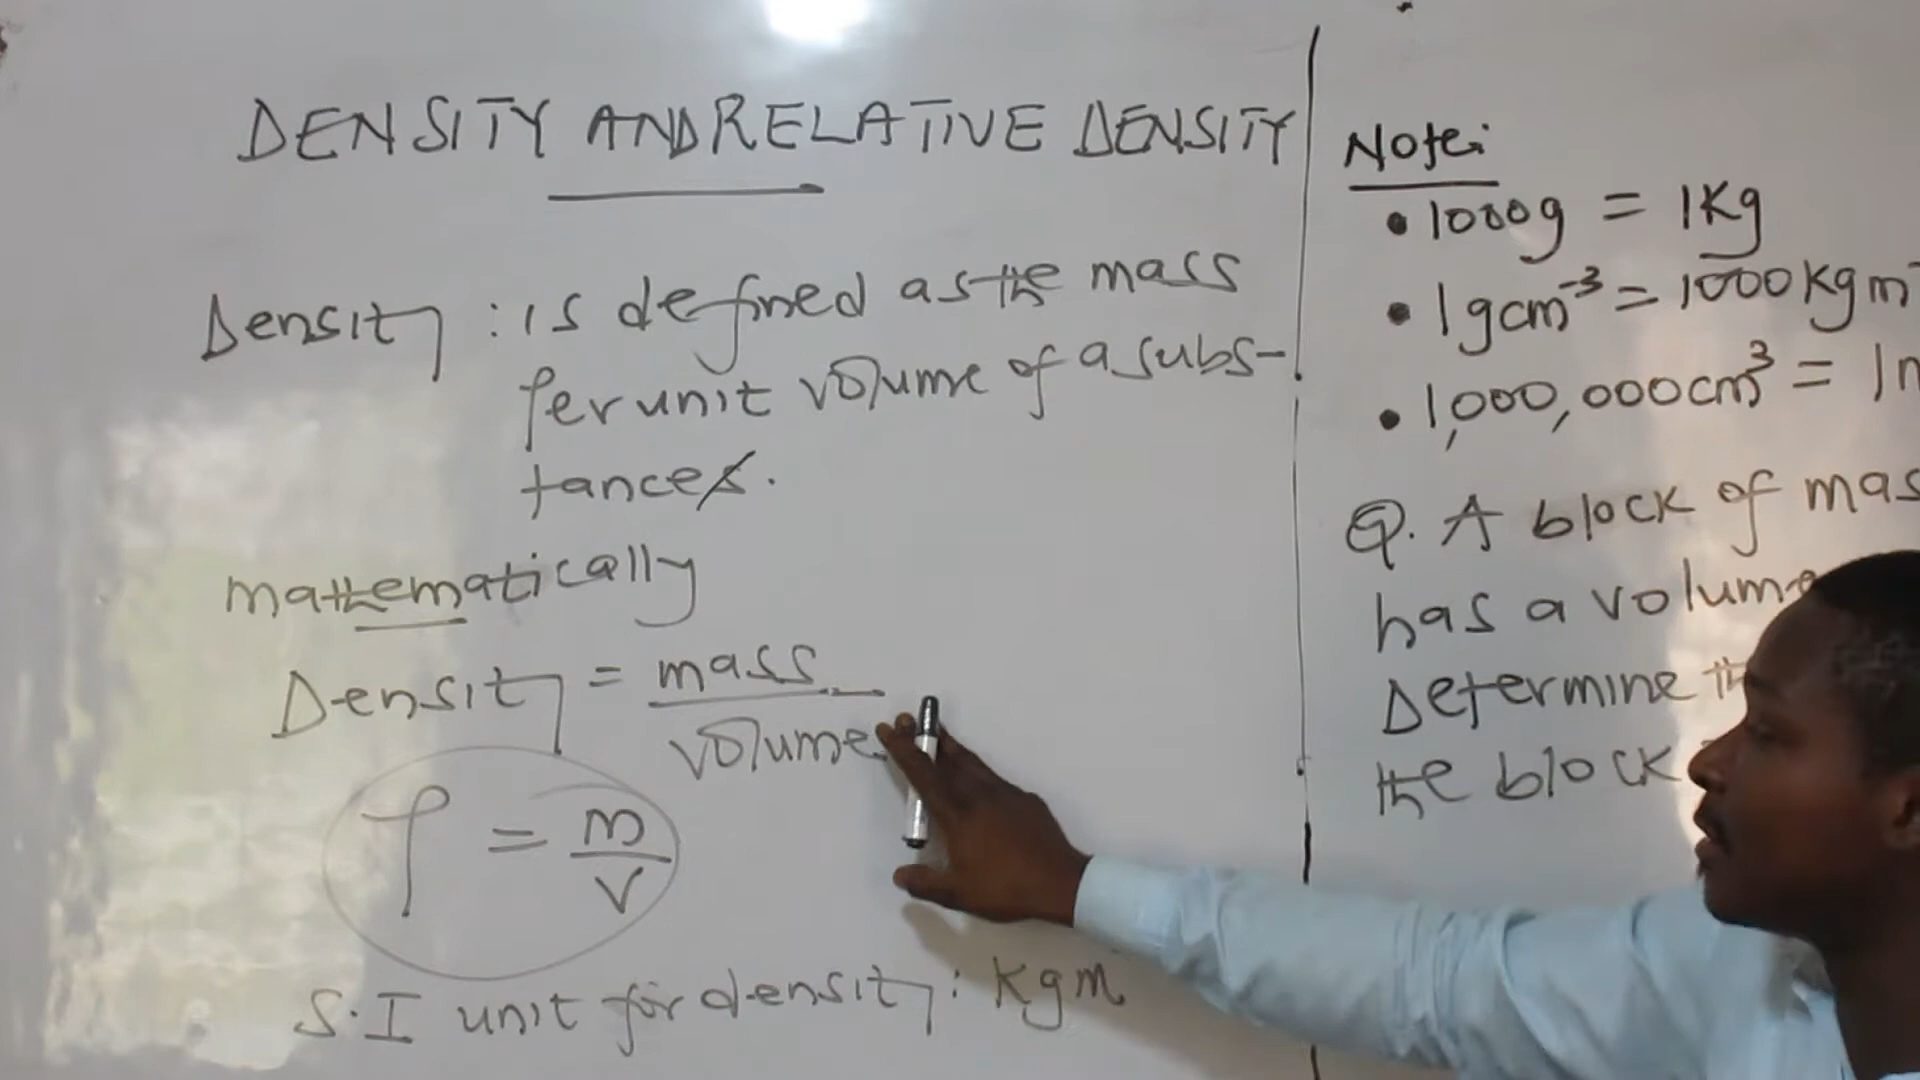 DENSITY AND RELATIVE DENSITY
Density : is defined as the mass
per unit volume of a subs-
tances.
mathematically
Density = mass
volume
ρ = m
v
S.I unit for density : Kgm
Note:
• 1000g = 1Kg
• 1gcm⁻³ = 1000kgm⁻
• 1,000,000cm³ = 1
Q. A block of mas
has a volume
Determine th
the block